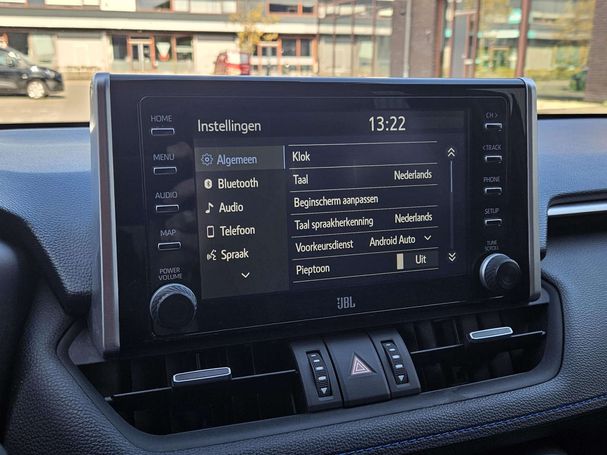 HOME
MENU
AUDIO
MAP
POWER
VOLUME
Instellingen
13:22
Algemeen
Bluetooth
Audio
Telefoon
Spraak
Klok
Taal Nederlands
Beginscherm aanpassen
Taal spraakherkenning Nederlands
Voorkeursdienst Android Auto
Pieptoon Uit
CH >
< TRACK
PHONE
SETUP
TUNE
SCROLL
JBL